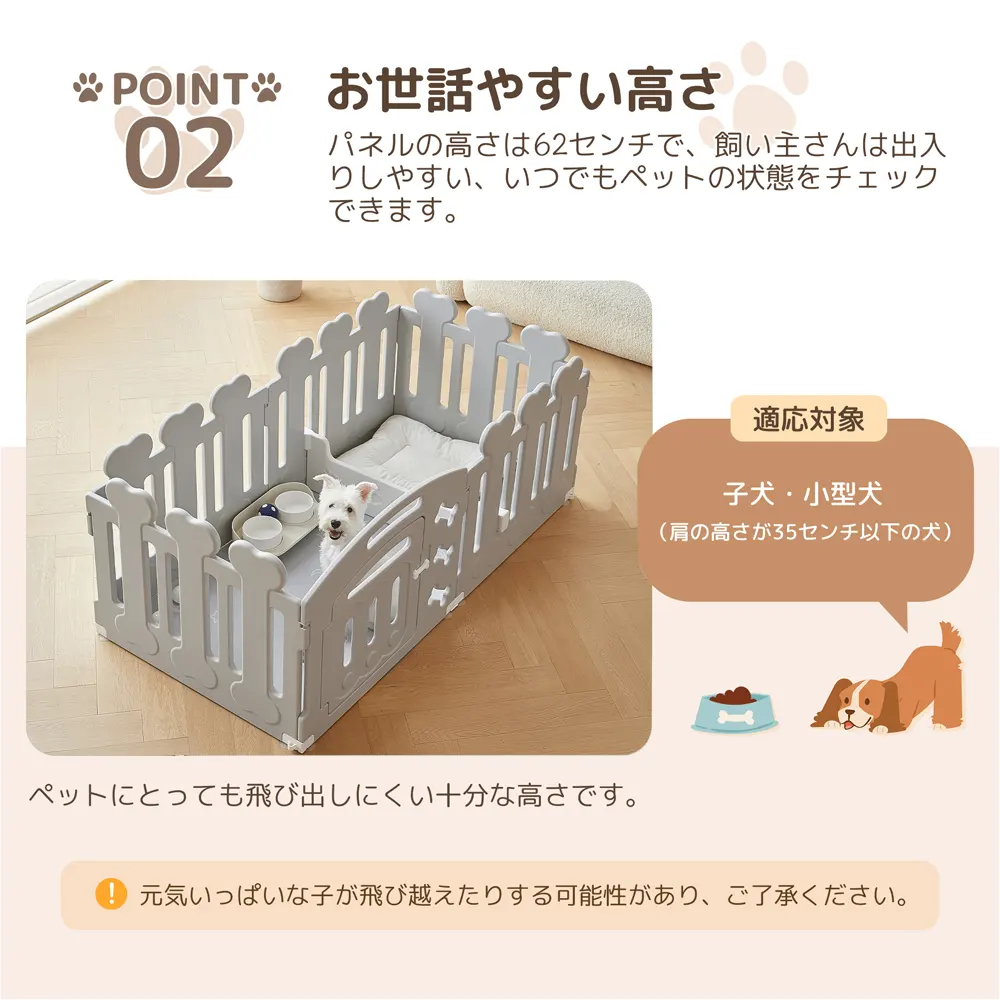 POINT
02
お世話やすい高さ
パネルの高さは62センチで、飼い主さんは出入
りしやすい、いつでもペットの状態をチェック
できます。
適応対象
子犬・小型犬
（肩の高さが35センチ以下の犬）
ペットにとっても飛び出しにくい十分な高さです。
! 元気いっぱいな子が飛び越えたりする可能性があり、ご了承ください。